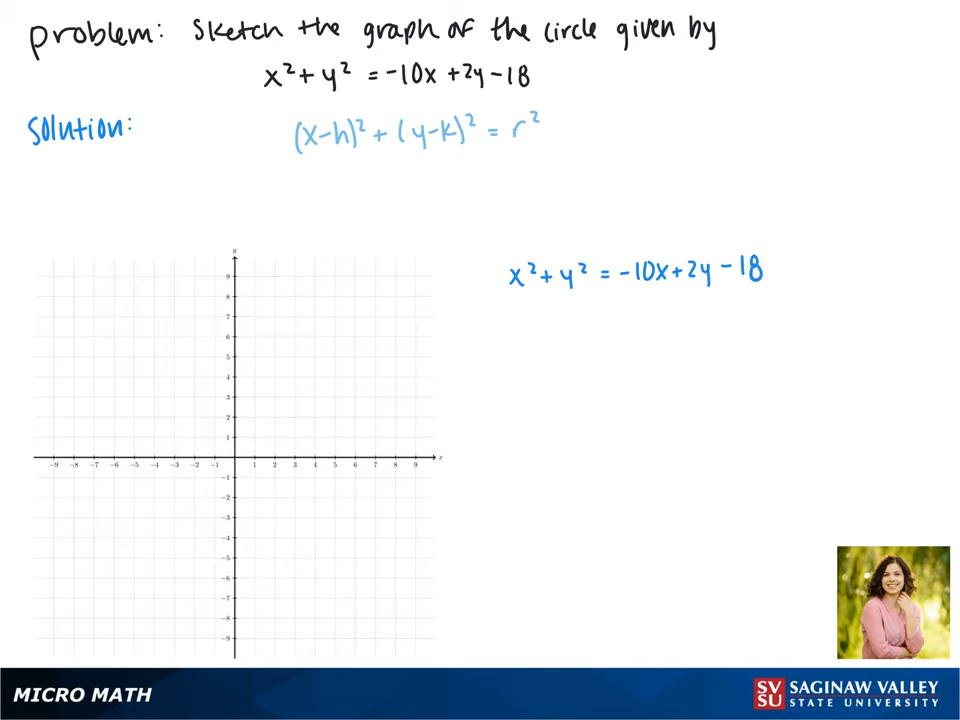 problem: Sketch the graph of the circle given by
x² + y² = -10x + 2y - 18
Solution:
(x-h)² + (y-k)² = r²
x² + y² = -10x + 2y - 18
y
9
8
7
6
5
4
3
2
1
-9 -8 -7 -6 -5 -4 -3 -2 -1 1 2 3 4 5 6 7 8 9 x
-1
-2
-3
-4
-5
-6
-7
-8
-9
MICRO MATH
SV SU SAGINAW VALLEY
STATE UNIVERSITY